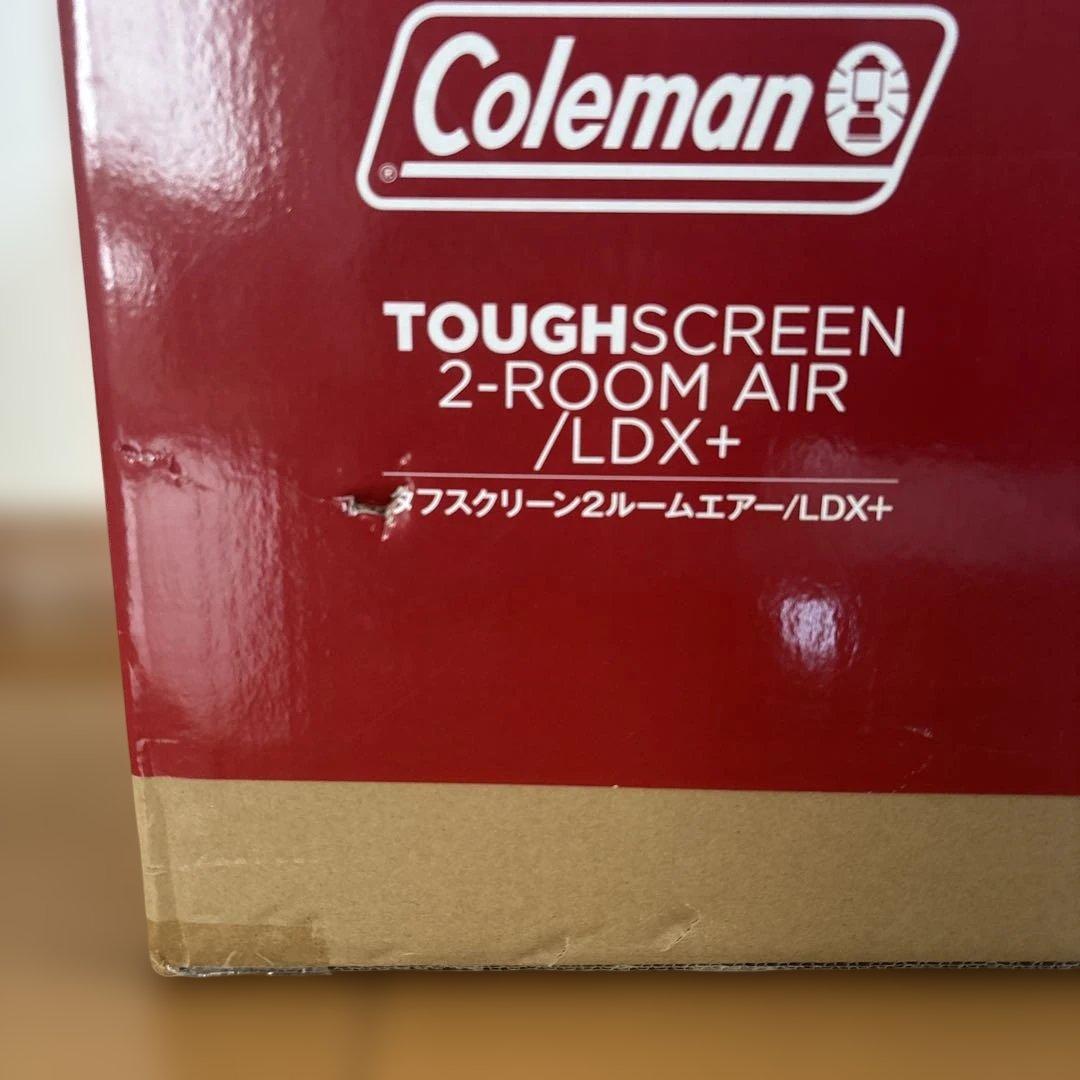 Coleman
®
TOUGHSCREEN
2-ROOM AIR
/LDX+
タフスクリーン2ルームエアー/LDX+